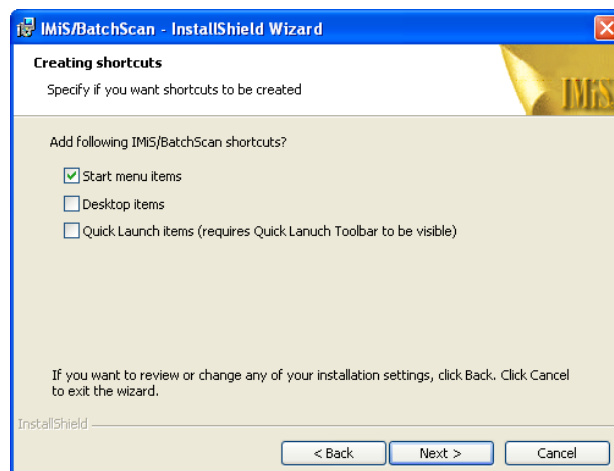 IMiS/BatchScan - InstallShield Wizard
Creating shortcuts
Specify if you want shortcuts to be created
IMiS
Add following IMiS/BatchScan shortcuts?
Start menu items
Desktop items
Quick Launch items (requires Quick Lanuch Toolbar to be visible)
If you want to review or change any of your installation settings, click Back. Click Cancel
to exit the wizard.
InstallShield
< Back Next > Cancel